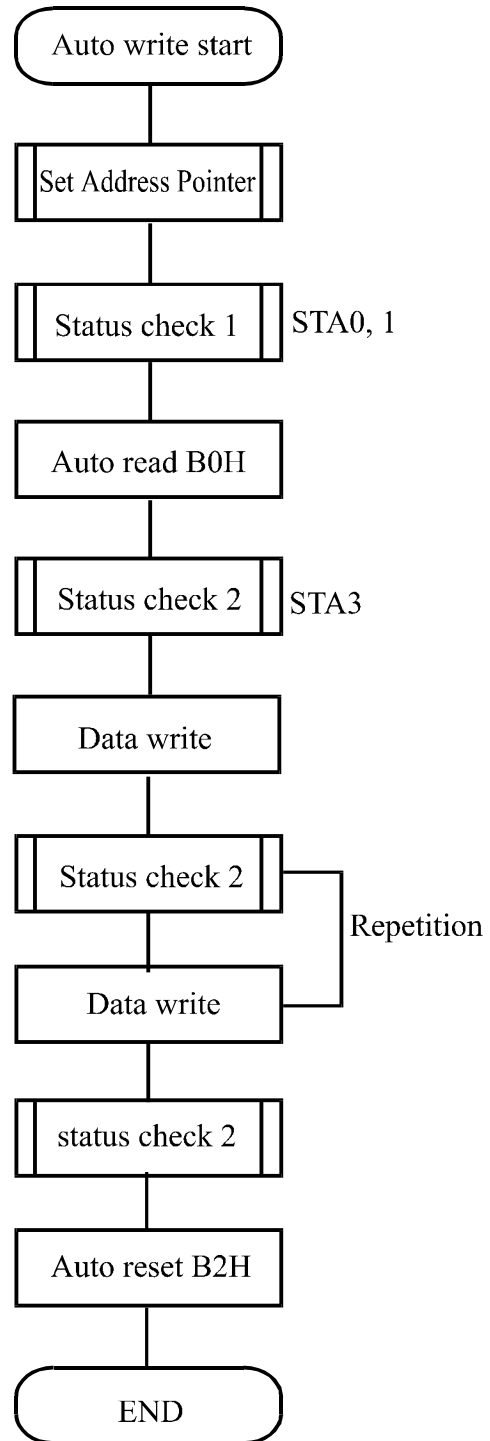 Auto write start
Set Address Pointer
Status check 1
STA0, 1
Auto read B0H
Status check 2
STA3
Data write
Status check 2
Repetition
Data write
status check 2
Auto reset B2H
END